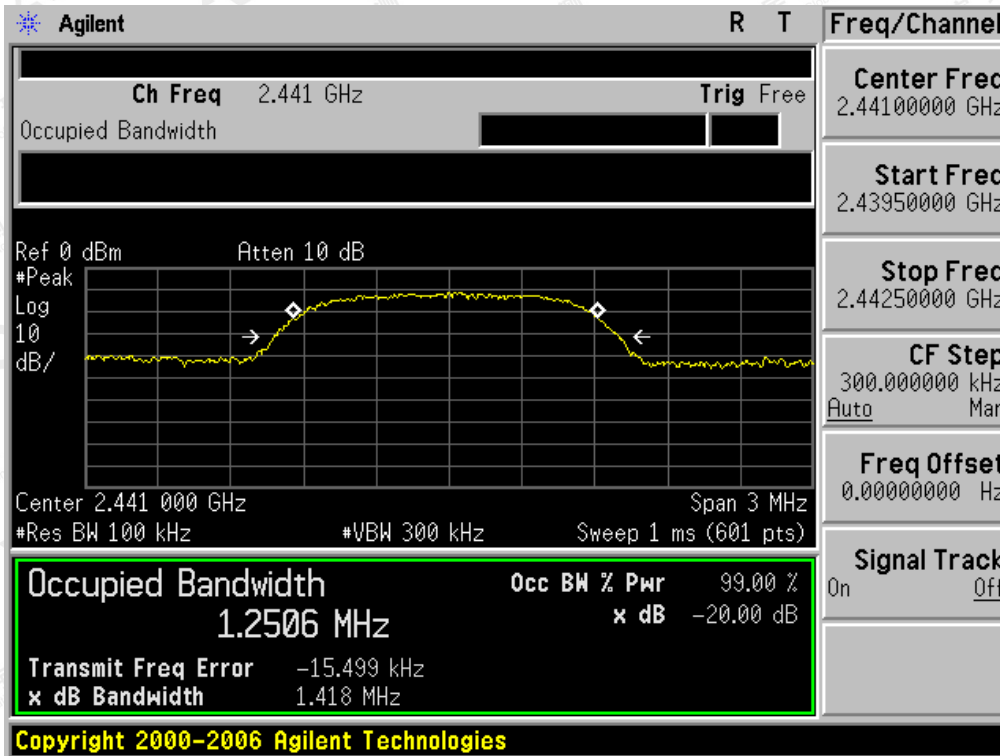 Agilent R T Freq/Channel
Ch Freq 2.441 GHz Trig Free
Occupied Bandwidth
Center Freq
2.44100000 GHz
Start Freq
2.43950000 GHz
Stop Freq
2.44250000 GHz
CF Step
300.000000 kHz
Auto Man
Freq Offset
0.00000000 Hz
Signal Track
On Off
Ref 0 dBm Atten 10 dB
#Peak
Log
10
dB/
Center 2.441 000 GHz Span 3 MHz
#Res BW 100 kHz #VBW 300 kHz Sweep 1 ms (601 pts)
Occupied Bandwidth Occ BW % Pwr 99.00 %
1.2506 MHz x dB -20.00 dB
Transmit Freq Error -15.499 kHz
x dB Bandwidth 1.418 MHz
Copyright 2000-2006 Agilent Technologies